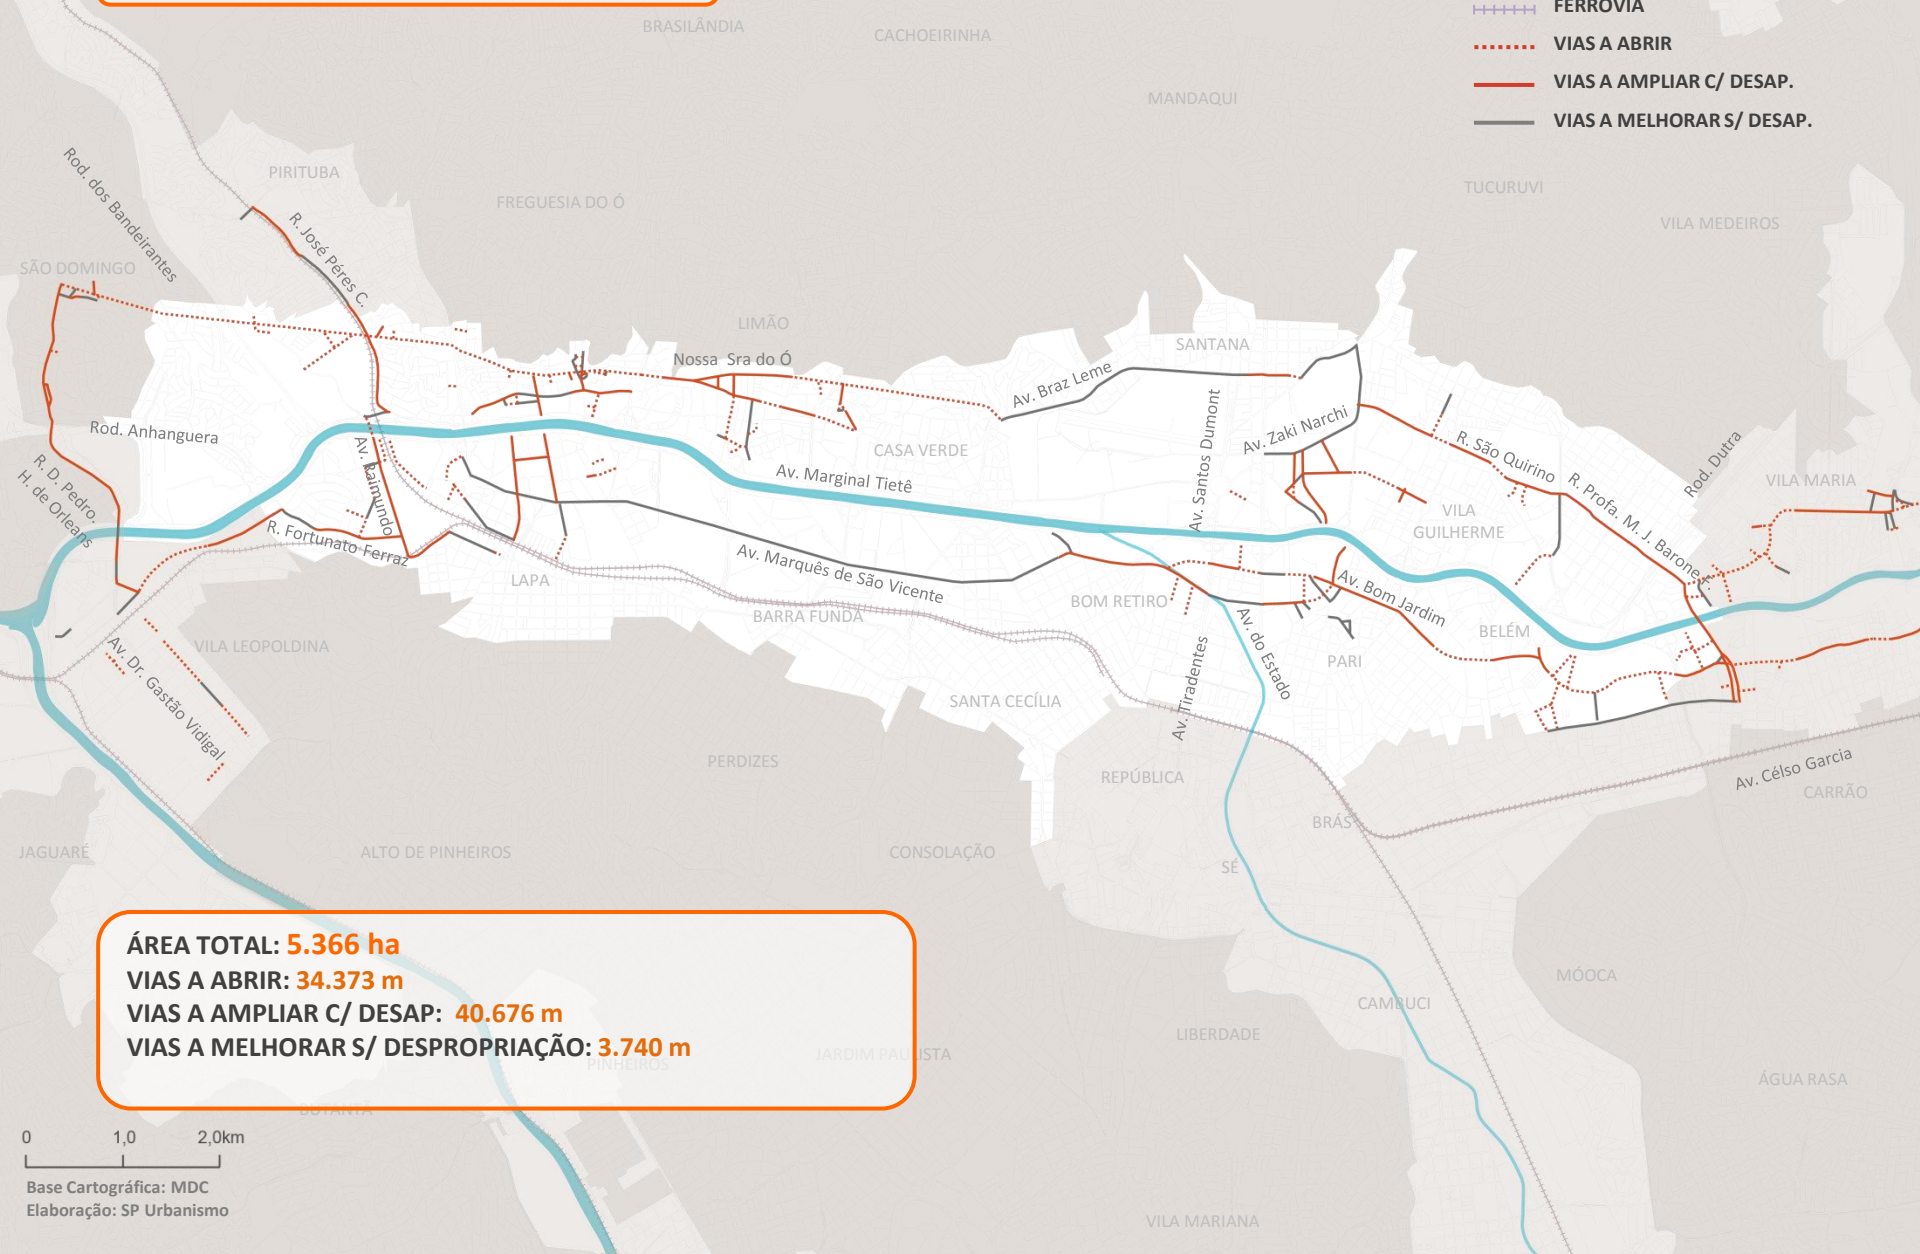 FERROVIA
VIAS A ABRIR
VIAS A AMPLIAR C/ DESAP.
VIAS A MELHORAR S/ DESAP.
BRASILÂNDIA
CACHOEIRINHA
MANDAQUI
TUCURUVI
VILA MEDEIROS
PIRITUBA
FREGUESIA DO Ó
Rod. dos Bandeirantes
R. José Péres C.
SÃO DOMINGO
LIMÃO
Nossa Sra do Ó
SANTANA
Av. Braz Leme
Av. Santos Dumont
Av. Zaki Narchi
R. São Quirino
Rod. Dutra
VILA MARIA
Rod. Anhanguera
Av. Raimundo
CASA VERDE
Av. Marginal Tietê
VILA
GUILHERME
R. Profa. M. J. Barone F.
R. D. Pedro.
H. de Orleans
R. Fortunato Ferraz
LAPA
Av. Marquês de São Vicente
BARRA FUNDA
BOM RETIRO
Av. Bom Jardim
BELÉM
Av. do Estado
PARI
VILA LEOPOLDINA
Av. Dr. Gastão Vidigal
Av. Tiradentes
SANTA CECÍLIA
PERDIZES
REPÚBLICA
Av. Célso Garcia
CARRÃO
BRÁS
JAGUARÉ
ALTO DE PINHEIROS
CONSOLAÇÃO
SÉ
ÁREA TOTAL: 5.366 ha
VIAS A ABRIR: 34.373 m
VIAS A AMPLIAR C/ DESAP: 40.676 m
VIAS A MELHORAR S/ DESPROPRIAÇÃO: 3.740 m
PINHEIROS
JARDIM PAULISTA
BUTANTÃ
MÓOCA
CAMBUCI
LIBERDADE
ÁGUA RASA
VILA MARIANA
0 1,0 2,0km
Base Cartográfica: MDC
Elaboração: SP Urbanismo